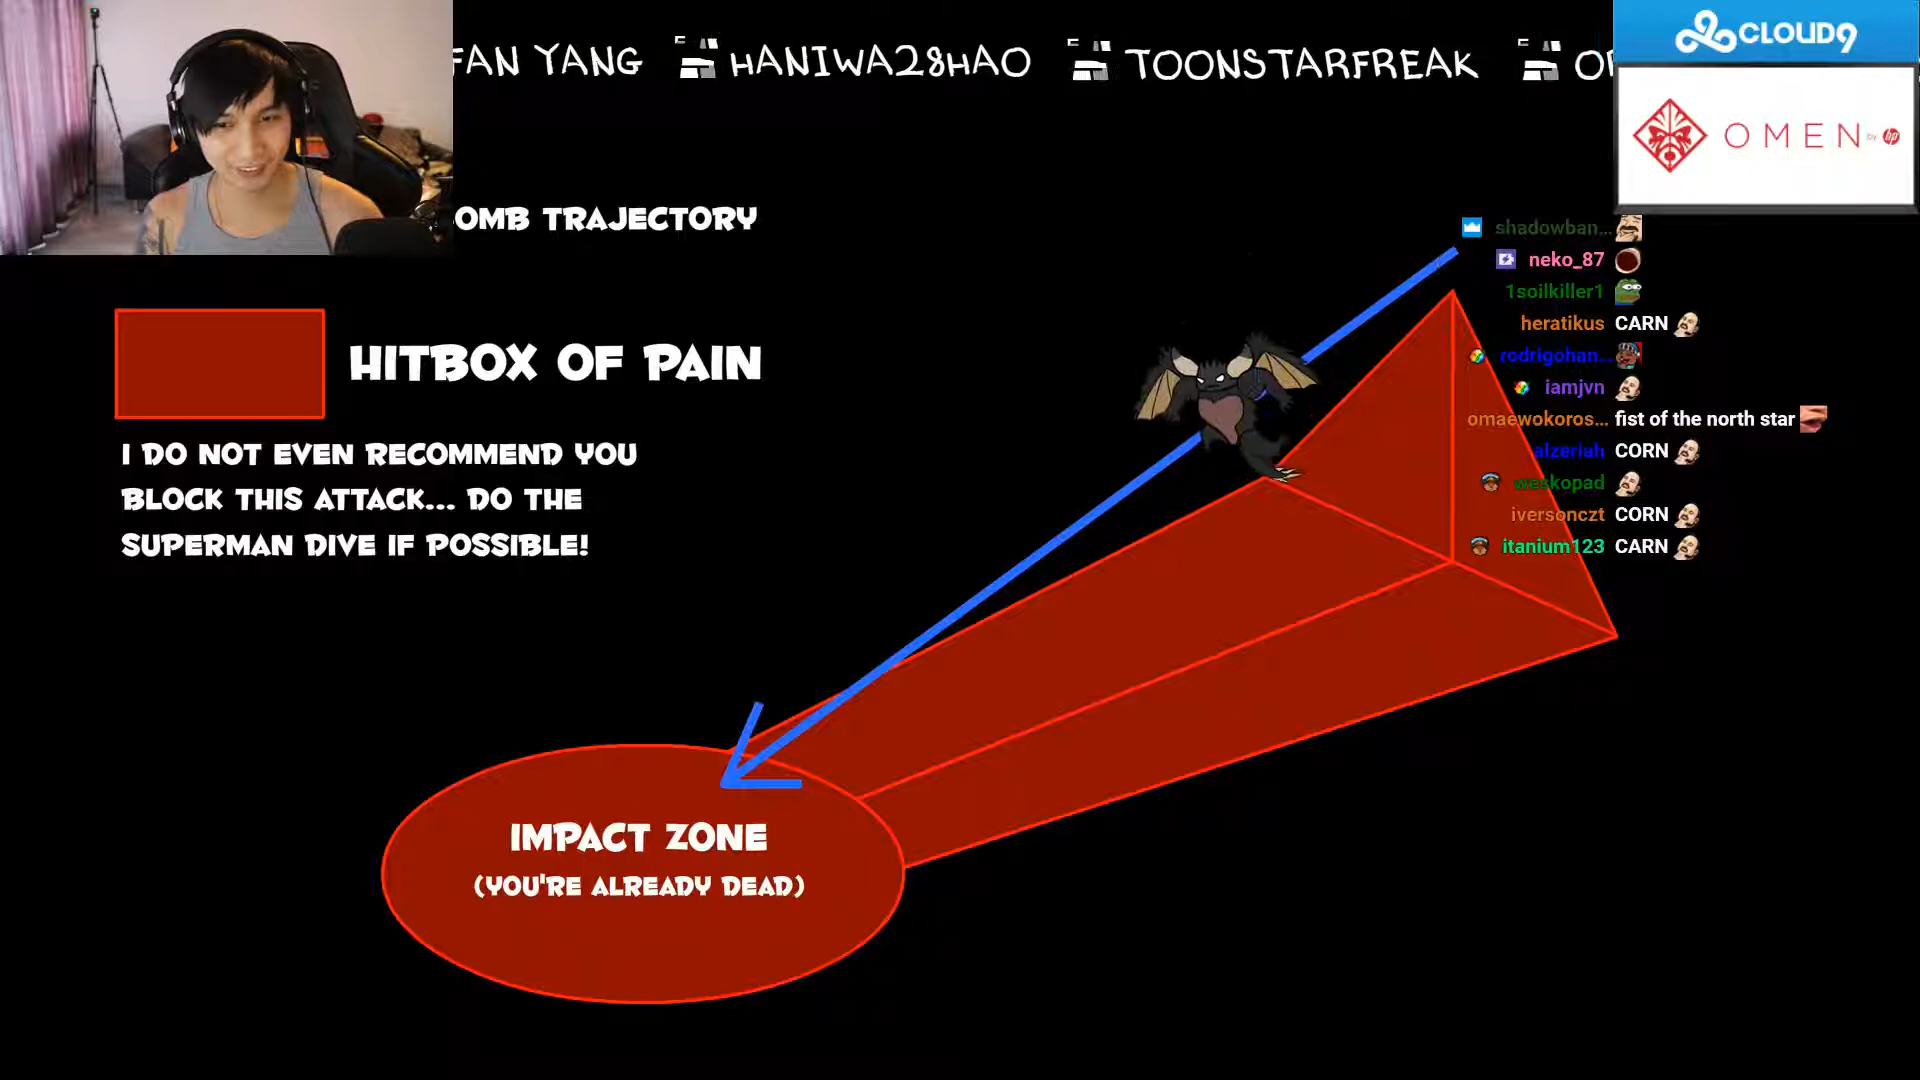 FAN YANG HANIWA28HAO TOONSTARFREAK
CLOUD9
OMEN by hp
OMB TRAJECTORY
HITBOX OF PAIN
I DO NOT EVEN RECOMMEND YOU
BLOCK THIS ATTACK... DO THE
SUPERMAN DIVE IF POSSIBLE!
shadowban...
neko_87
1soilkiller1
heratikus CARN
rodrigohan...
iamjvn
omaewokoros... fist of the north star
alzeriah CORN
weskopad
iversonczt CORN
itanium123 CARN
IMPACT ZONE
(YOU'RE ALREADY DEAD)